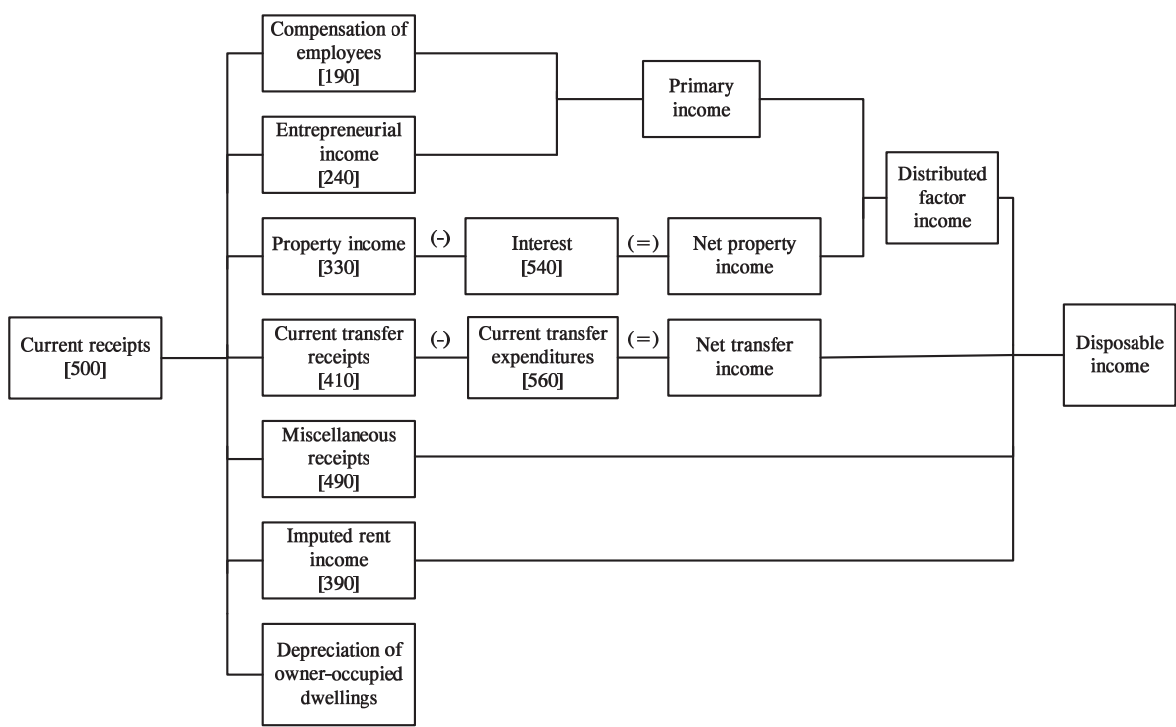 Compensation of
employees
[190]
Primary
income
Entrepreneurial
income
[240]
Distributed
factor
income
Property income
[330]
(-)
Interest
[540]
(=)
Net property
income
Current receipts
[500]
Current transfer
receipts
[410]
(-)
Current transfer
expenditures
[560]
(=)
Net transfer
income
Disposable
income
Miscellaneous
receipts
[490]
Imputed rent
income
[390]
Depreciation of
owner-occupied
dwellings